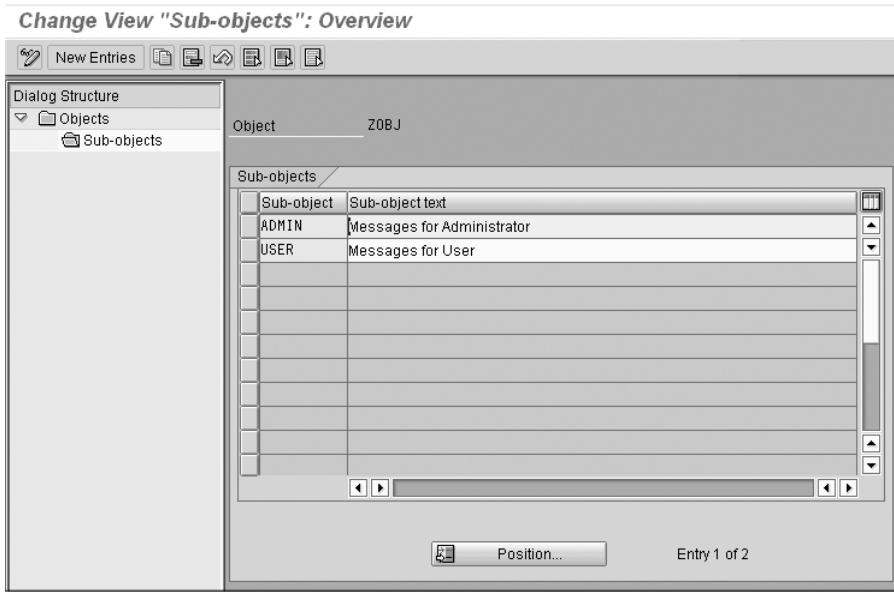 Change View "Sub-objects": Overview
New Entries
Dialog Structure
Objects
Sub-objects
Object ZOBJ
Sub-objects
Sub-object Sub-object text
ADMIN Messages for Administrator
USER Messages for User
Position... Entry 1 of 2